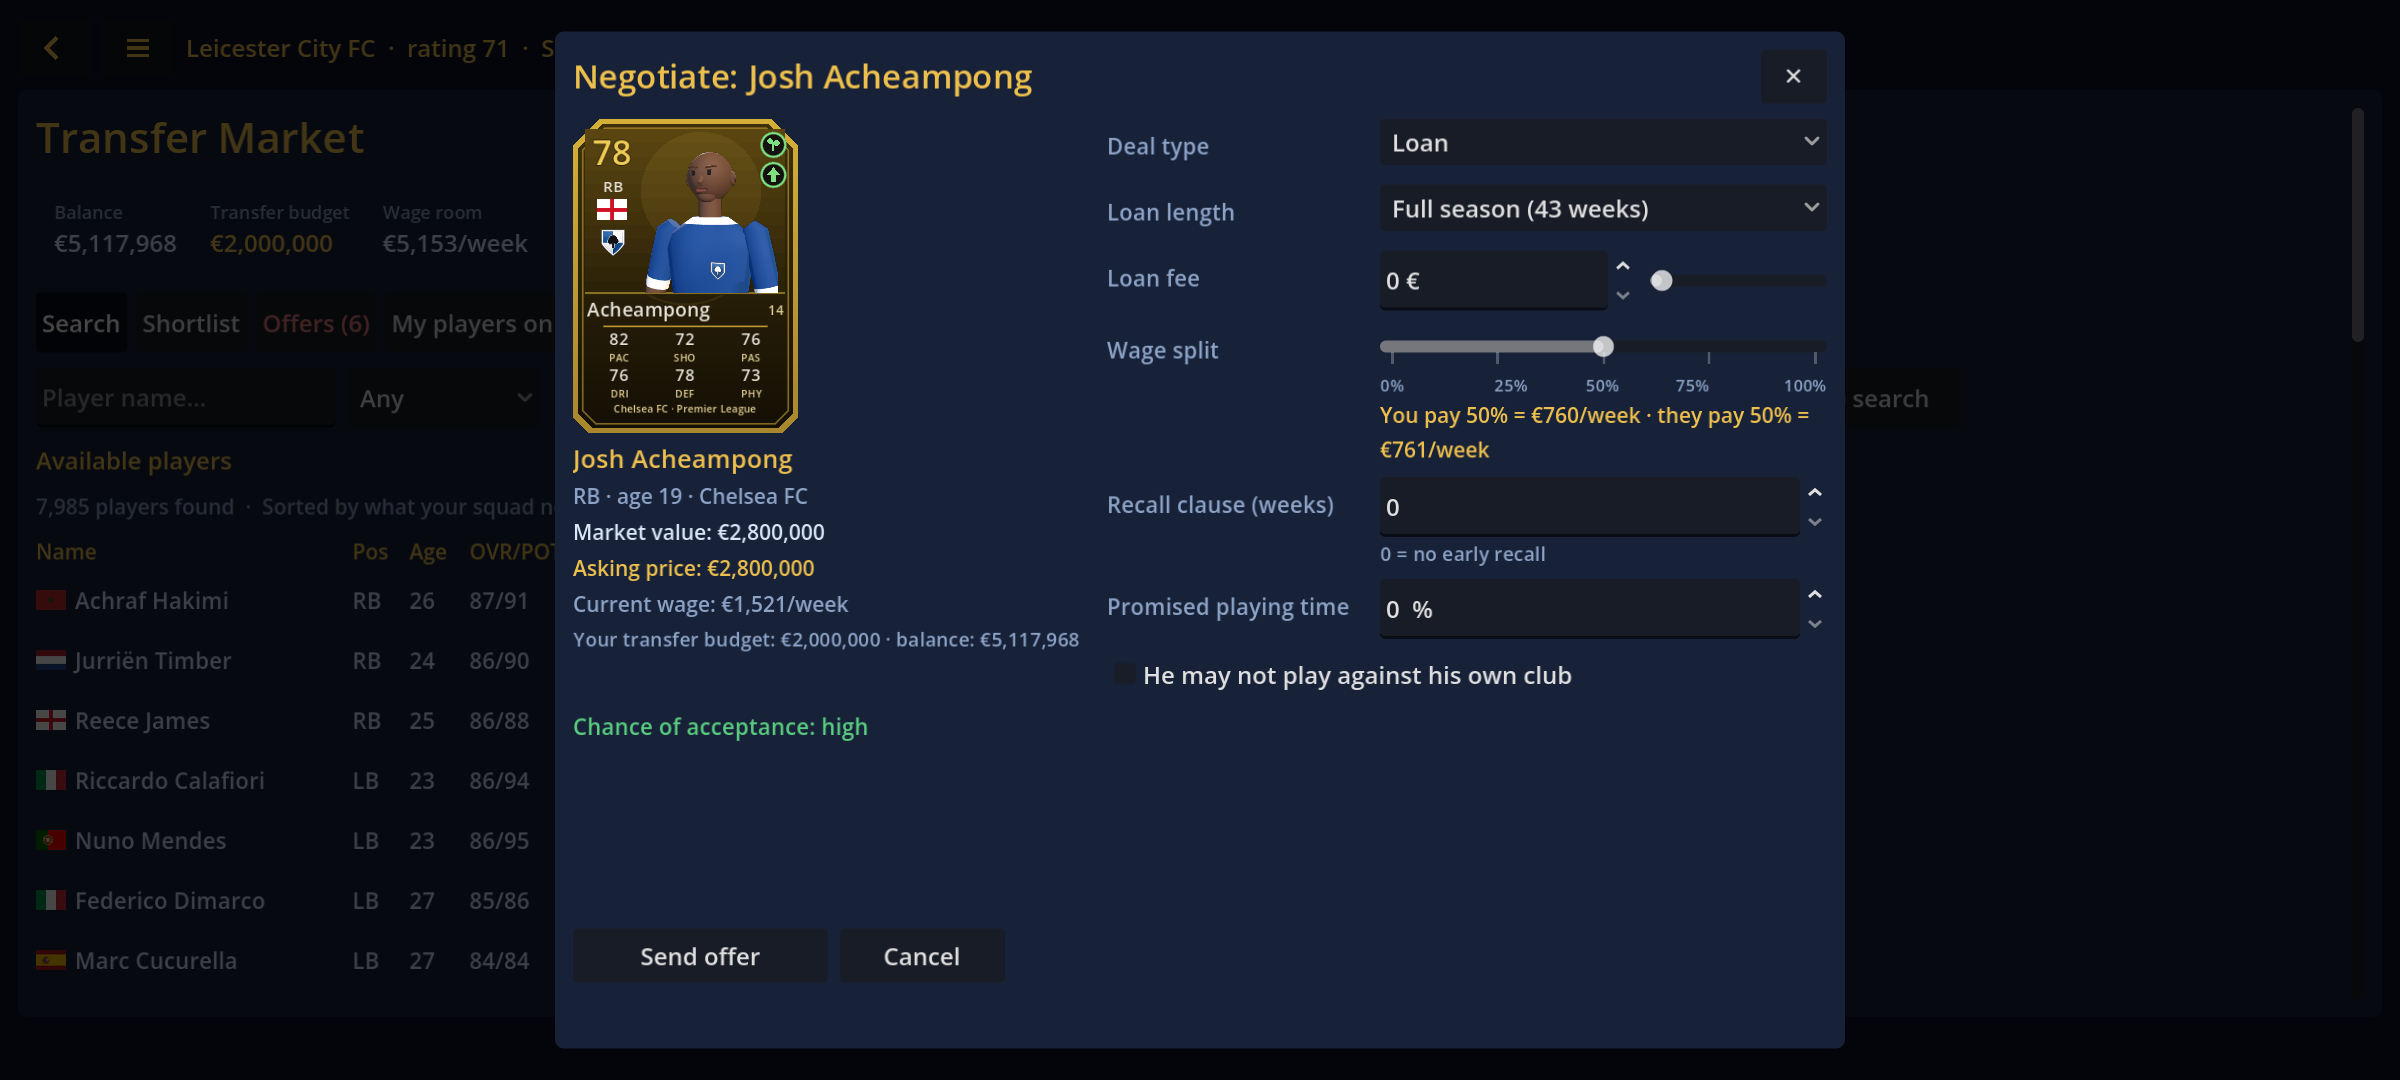 Leicester City FC · rating 71 · S
Transfer Market
Balance
Transfer budget
Wage room
€5,117,968
€2,000,000
€5,153/week
Search
Shortlist
Offers (6)
My players on
Player name...
Any
search
Available players
7,985 players found · Sorted by what your squad n
Name Pos Age OVR/POT
Achraf Hakimi RB 26 87/91
Jurriën Timber RB 24 86/90
Reece James RB 25 86/88
Riccardo Calafiori LB 23 86/94
Nuno Mendes LB 23 86/95
Federico Dimarco LB 27 85/86
Marc Cucurella LB 27 84/84
Negotiate: Josh Acheampong
×
78
RB
Acheampong 14
82 72 76
PAC SHO PAS
76 78 73
DRI DEF PHY
Chelsea FC · Premier League
Josh Acheampong
RB · age 19 · Chelsea FC
Market value: €2,800,000
Asking price: €2,800,000
Current wage: €1,521/week
Your transfer budget: €2,000,000 · balance: €5,117,968
Chance of acceptance: high
Send offer
Cancel
Deal type
Loan
Loan length
Full season (43 weeks)
Loan fee
0 €
Wage split
0% 25% 50% 75% 100%
You pay 50% = €760/week · they pay 50% =
€761/week
Recall clause (weeks)
0
0 = no early recall
Promised playing time
0 %
He may not play against his own club